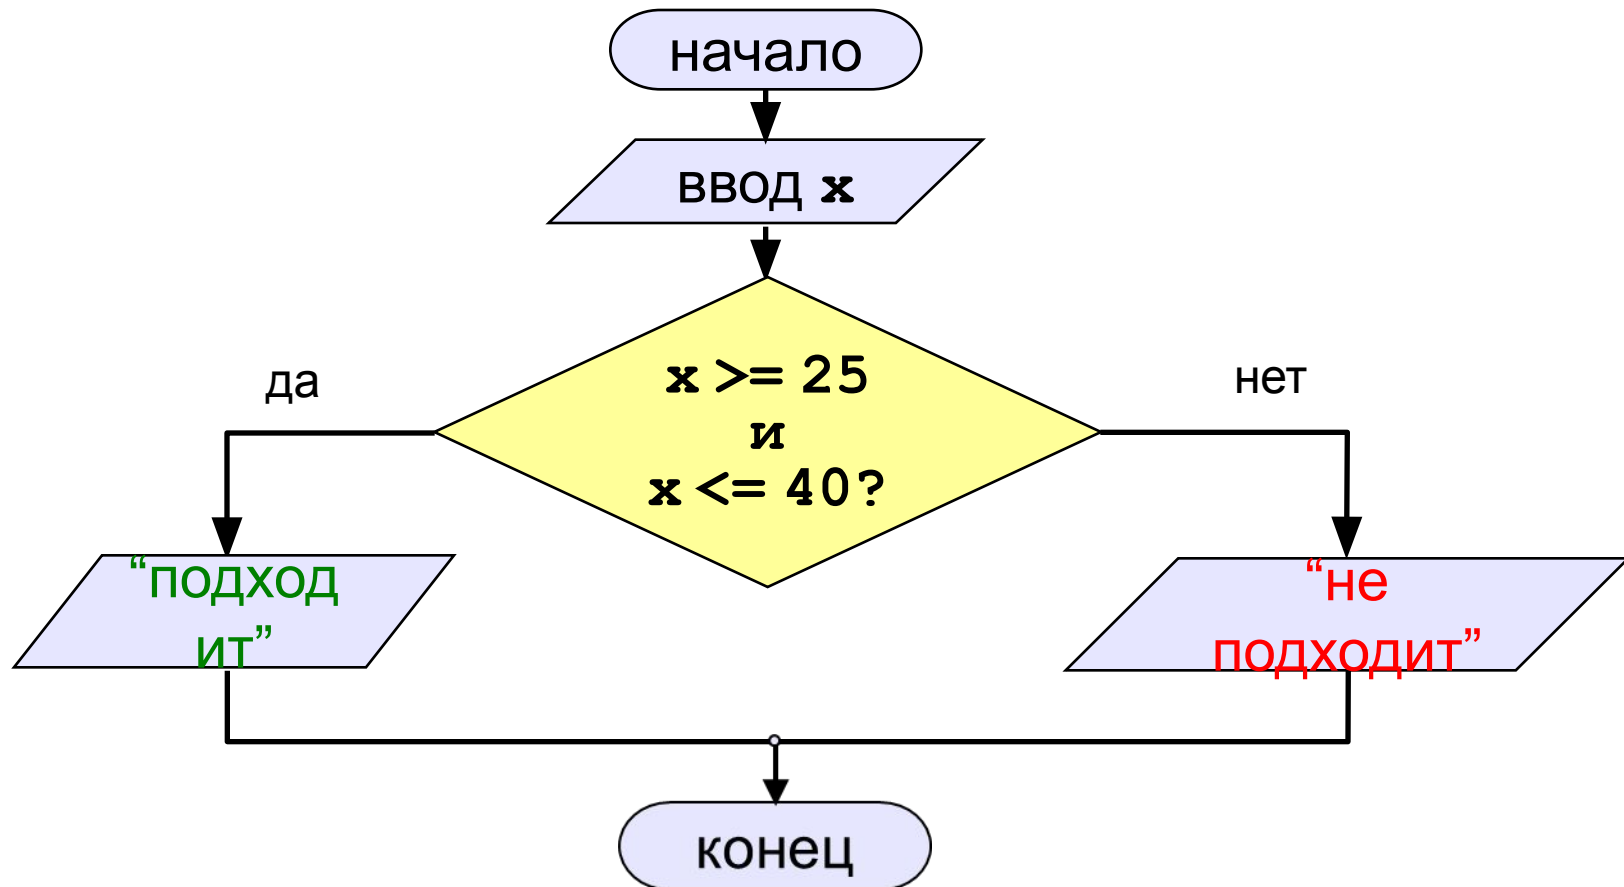 начало
ввод x
x >= 25
и
x <= 40?
да
нет
“подход
ит”
“не
подходит”
конец